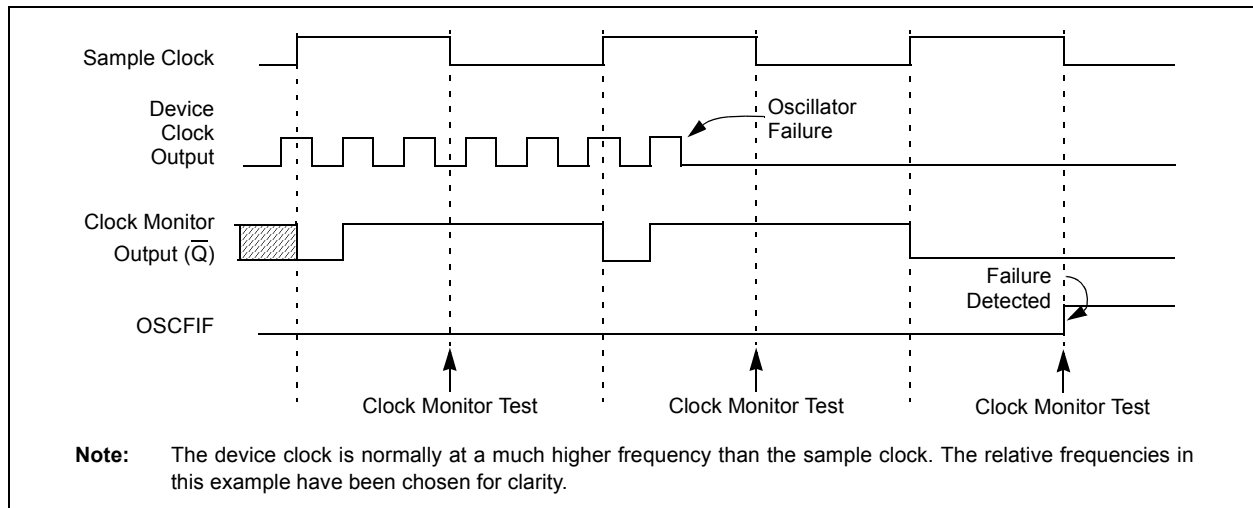 Sample Clock
Device
Clock
Output
Oscillator
Failure
Clock Monitor
Output (Q̅)
Failure
Detected
OSCFIF
Clock Monitor Test
Clock Monitor Test
Clock Monitor Test
Note: The device clock is normally at a much higher frequency than the sample clock. The relative frequencies in
this example have been chosen for clarity.